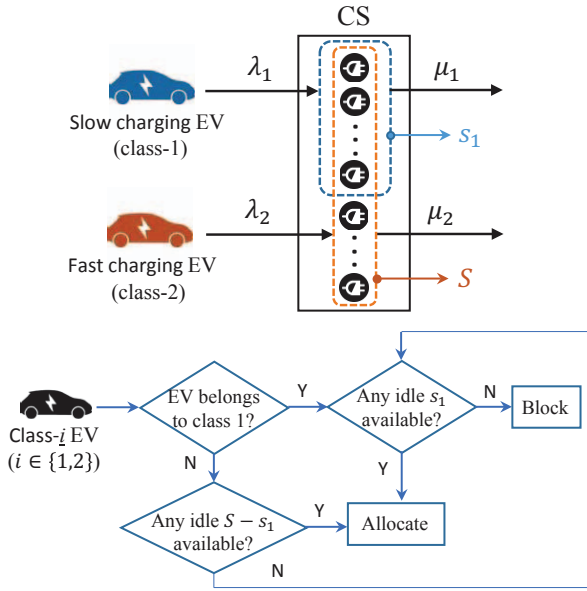 CS
λ₁
μ₁
Slow charging EV
(class-1)
s₁
λ₂
μ₂
Fast charging EV
(class-2)
S
EV belongs
to class 1?
Y
Any idle s₁
available?
N
Block
Class-i EV
(i ∈ {1,2})
N
Y
Any idle S − s₁
available?
Y
Allocate
N